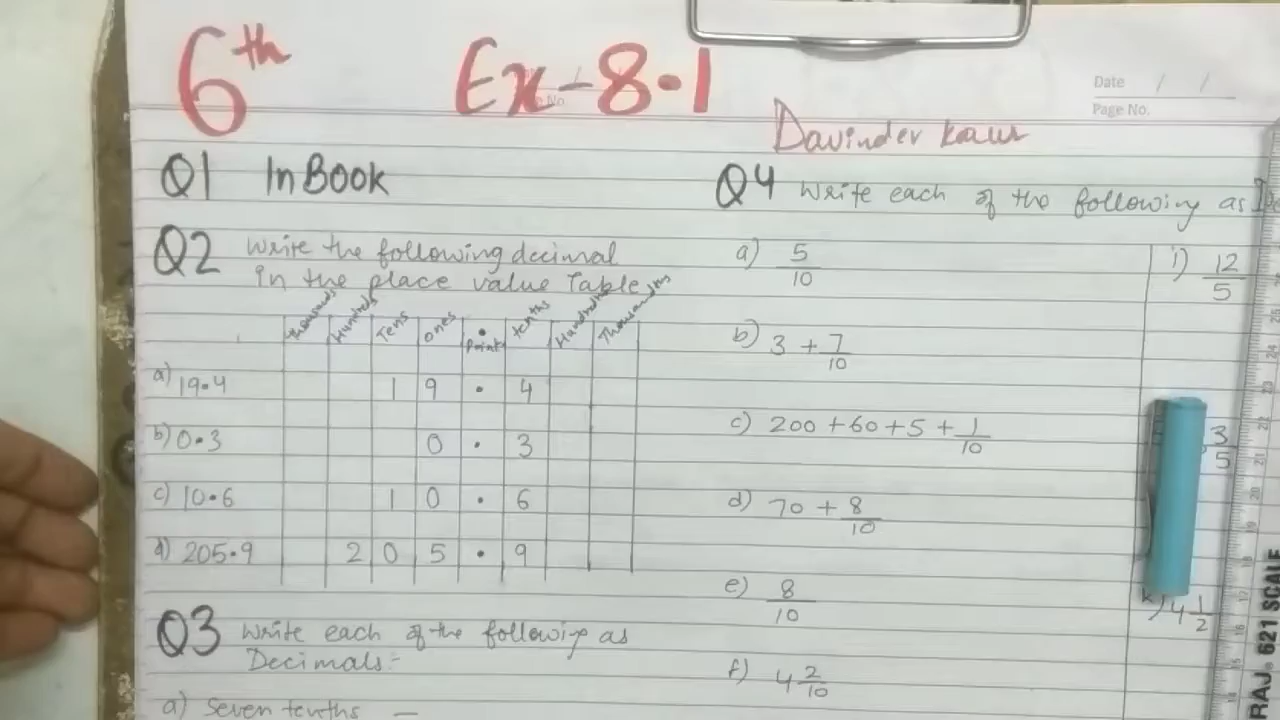 6th Ex-8.1
Date / /
Page No.
Davinder kaur
Q1 In Book
Q2 Write the following decimal
in the place value Table
Thousands Hundreds Tens Ones . Point tenths Hundredths Thousandths
a) 19.4 1 9 . 4
b) 0.3 0 . 3
c) 10.6 1 0 . 6
d) 205.9 2 0 5 . 9
Q3 Write each of the following as
Decimals:-
a) Seven tenths —
Q4 Write each of the following as
a) 5/10
b) 3 + 7/10
c) 200 + 60 + 5 + 1/10
d) 70 + 8/10
e) 8/10
f) 4 2/10
i) 12/5
3/5
k) 4 1/2
RAJ. 621 SCALE